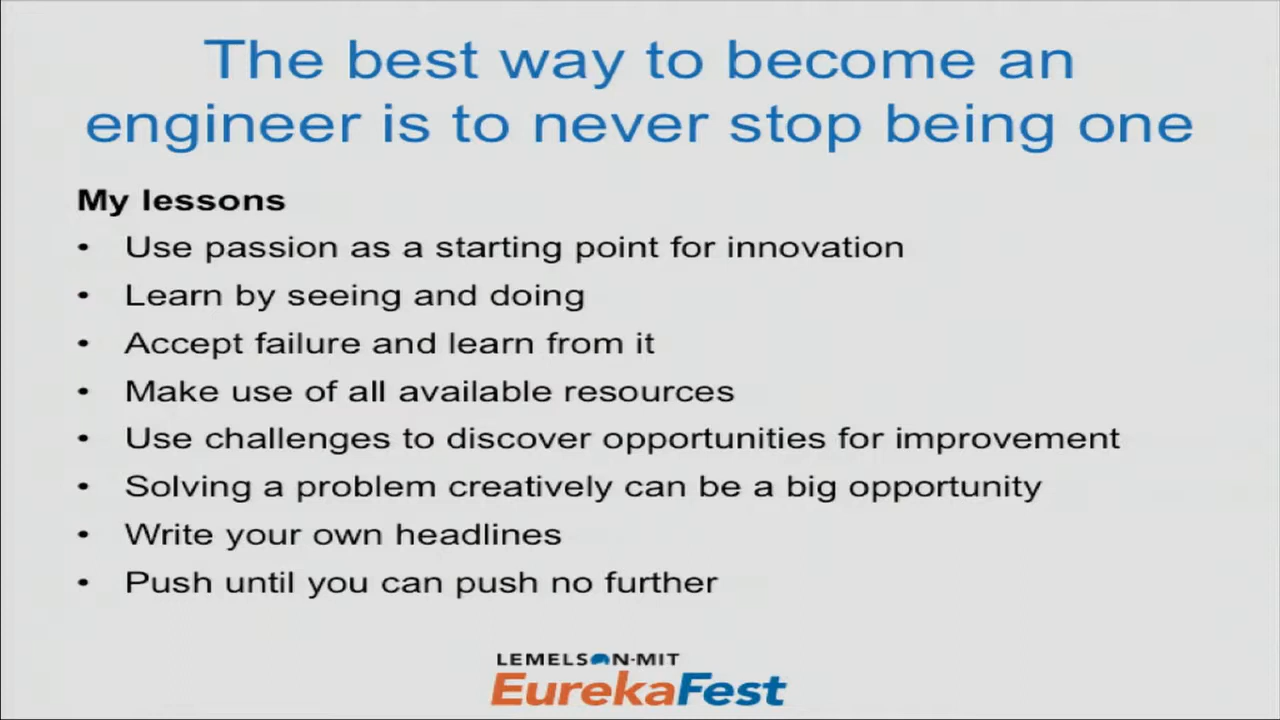 The best way to become an
engineer is to never stop being one
My lessons
• Use passion as a starting point for innovation
• Learn by seeing and doing
• Accept failure and learn from it
• Make use of all available resources
• Use challenges to discover opportunities for improvement
• Solving a problem creatively can be a big opportunity
• Write your own headlines
• Push until you can push no further
LEMELSON-MIT
EurekaFest